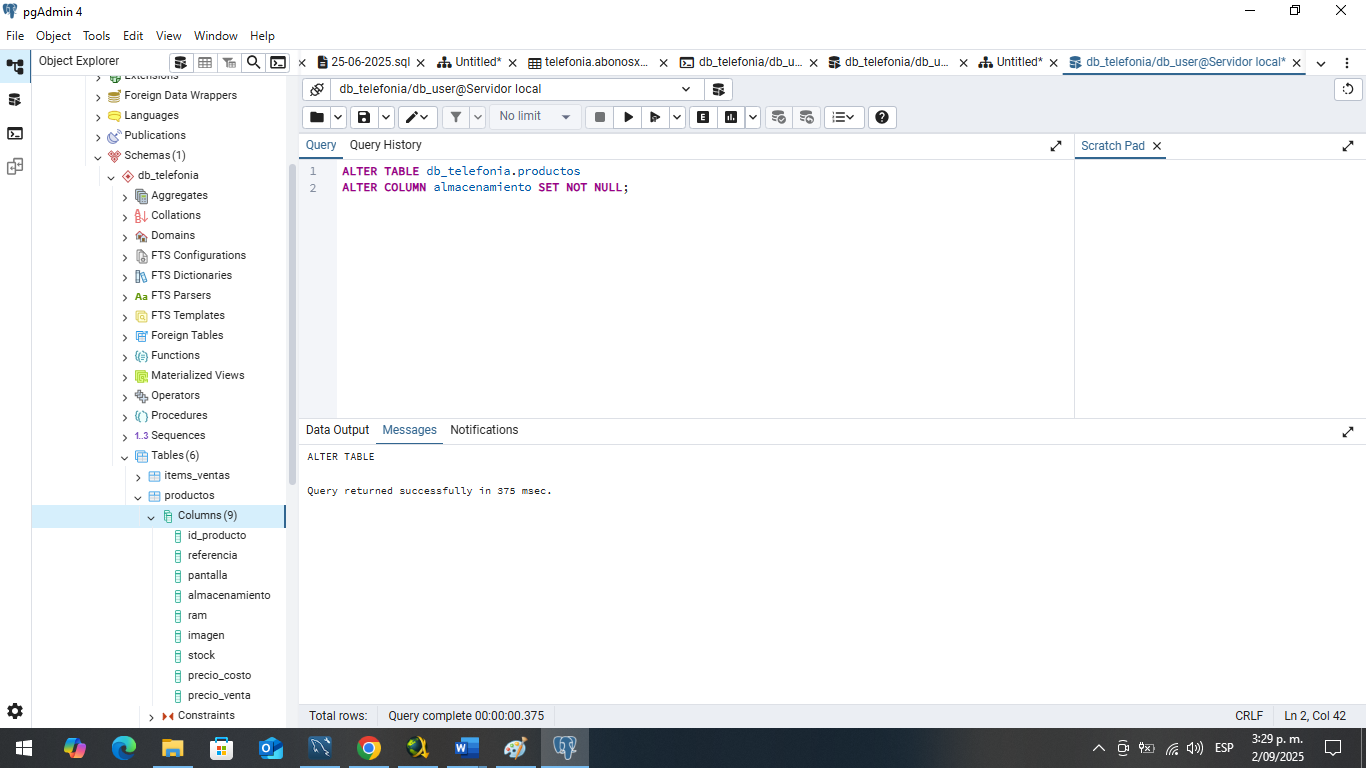 pgAdmin 4
File Object Tools Edit View Window Help
Object Explorer
25-06-2025.sql
Untitled*
telefonia.abonosx...
db_telefonia/db_u...
db_telefonia/db_u...
Untitled*
db_telefonia/db_user@Servidor local*
db_telefonia/db_user@Servidor local
No limit
Query Query History
Scratch Pad
1 ALTER TABLE db_telefonia.productos
2 ALTER COLUMN almacenamiento SET NOT NULL;
Extensions
Foreign Data Wrappers
Languages
Publications
Schemas (1)
db_telefonia
Aggregates
Collations
Domains
FTS Configurations
FTS Dictionaries
Aa FTS Parsers
FTS Templates
Foreign Tables
Functions
Materialized Views
Operators
Procedures
1..3 Sequences
Tables (6)
items_ventas
productos
Columns (9)
id_producto
referencia
pantalla
almacenamiento
ram
imagen
stock
precio_costo
precio_venta
Constraints
Data Output Messages Notifications
ALTER TABLE
Query returned successfully in 375 msec.
Total rows: Query complete 00:00:00.375
CRLF Ln 2, Col 42
ESP
3:29 p. m.
2/09/2025